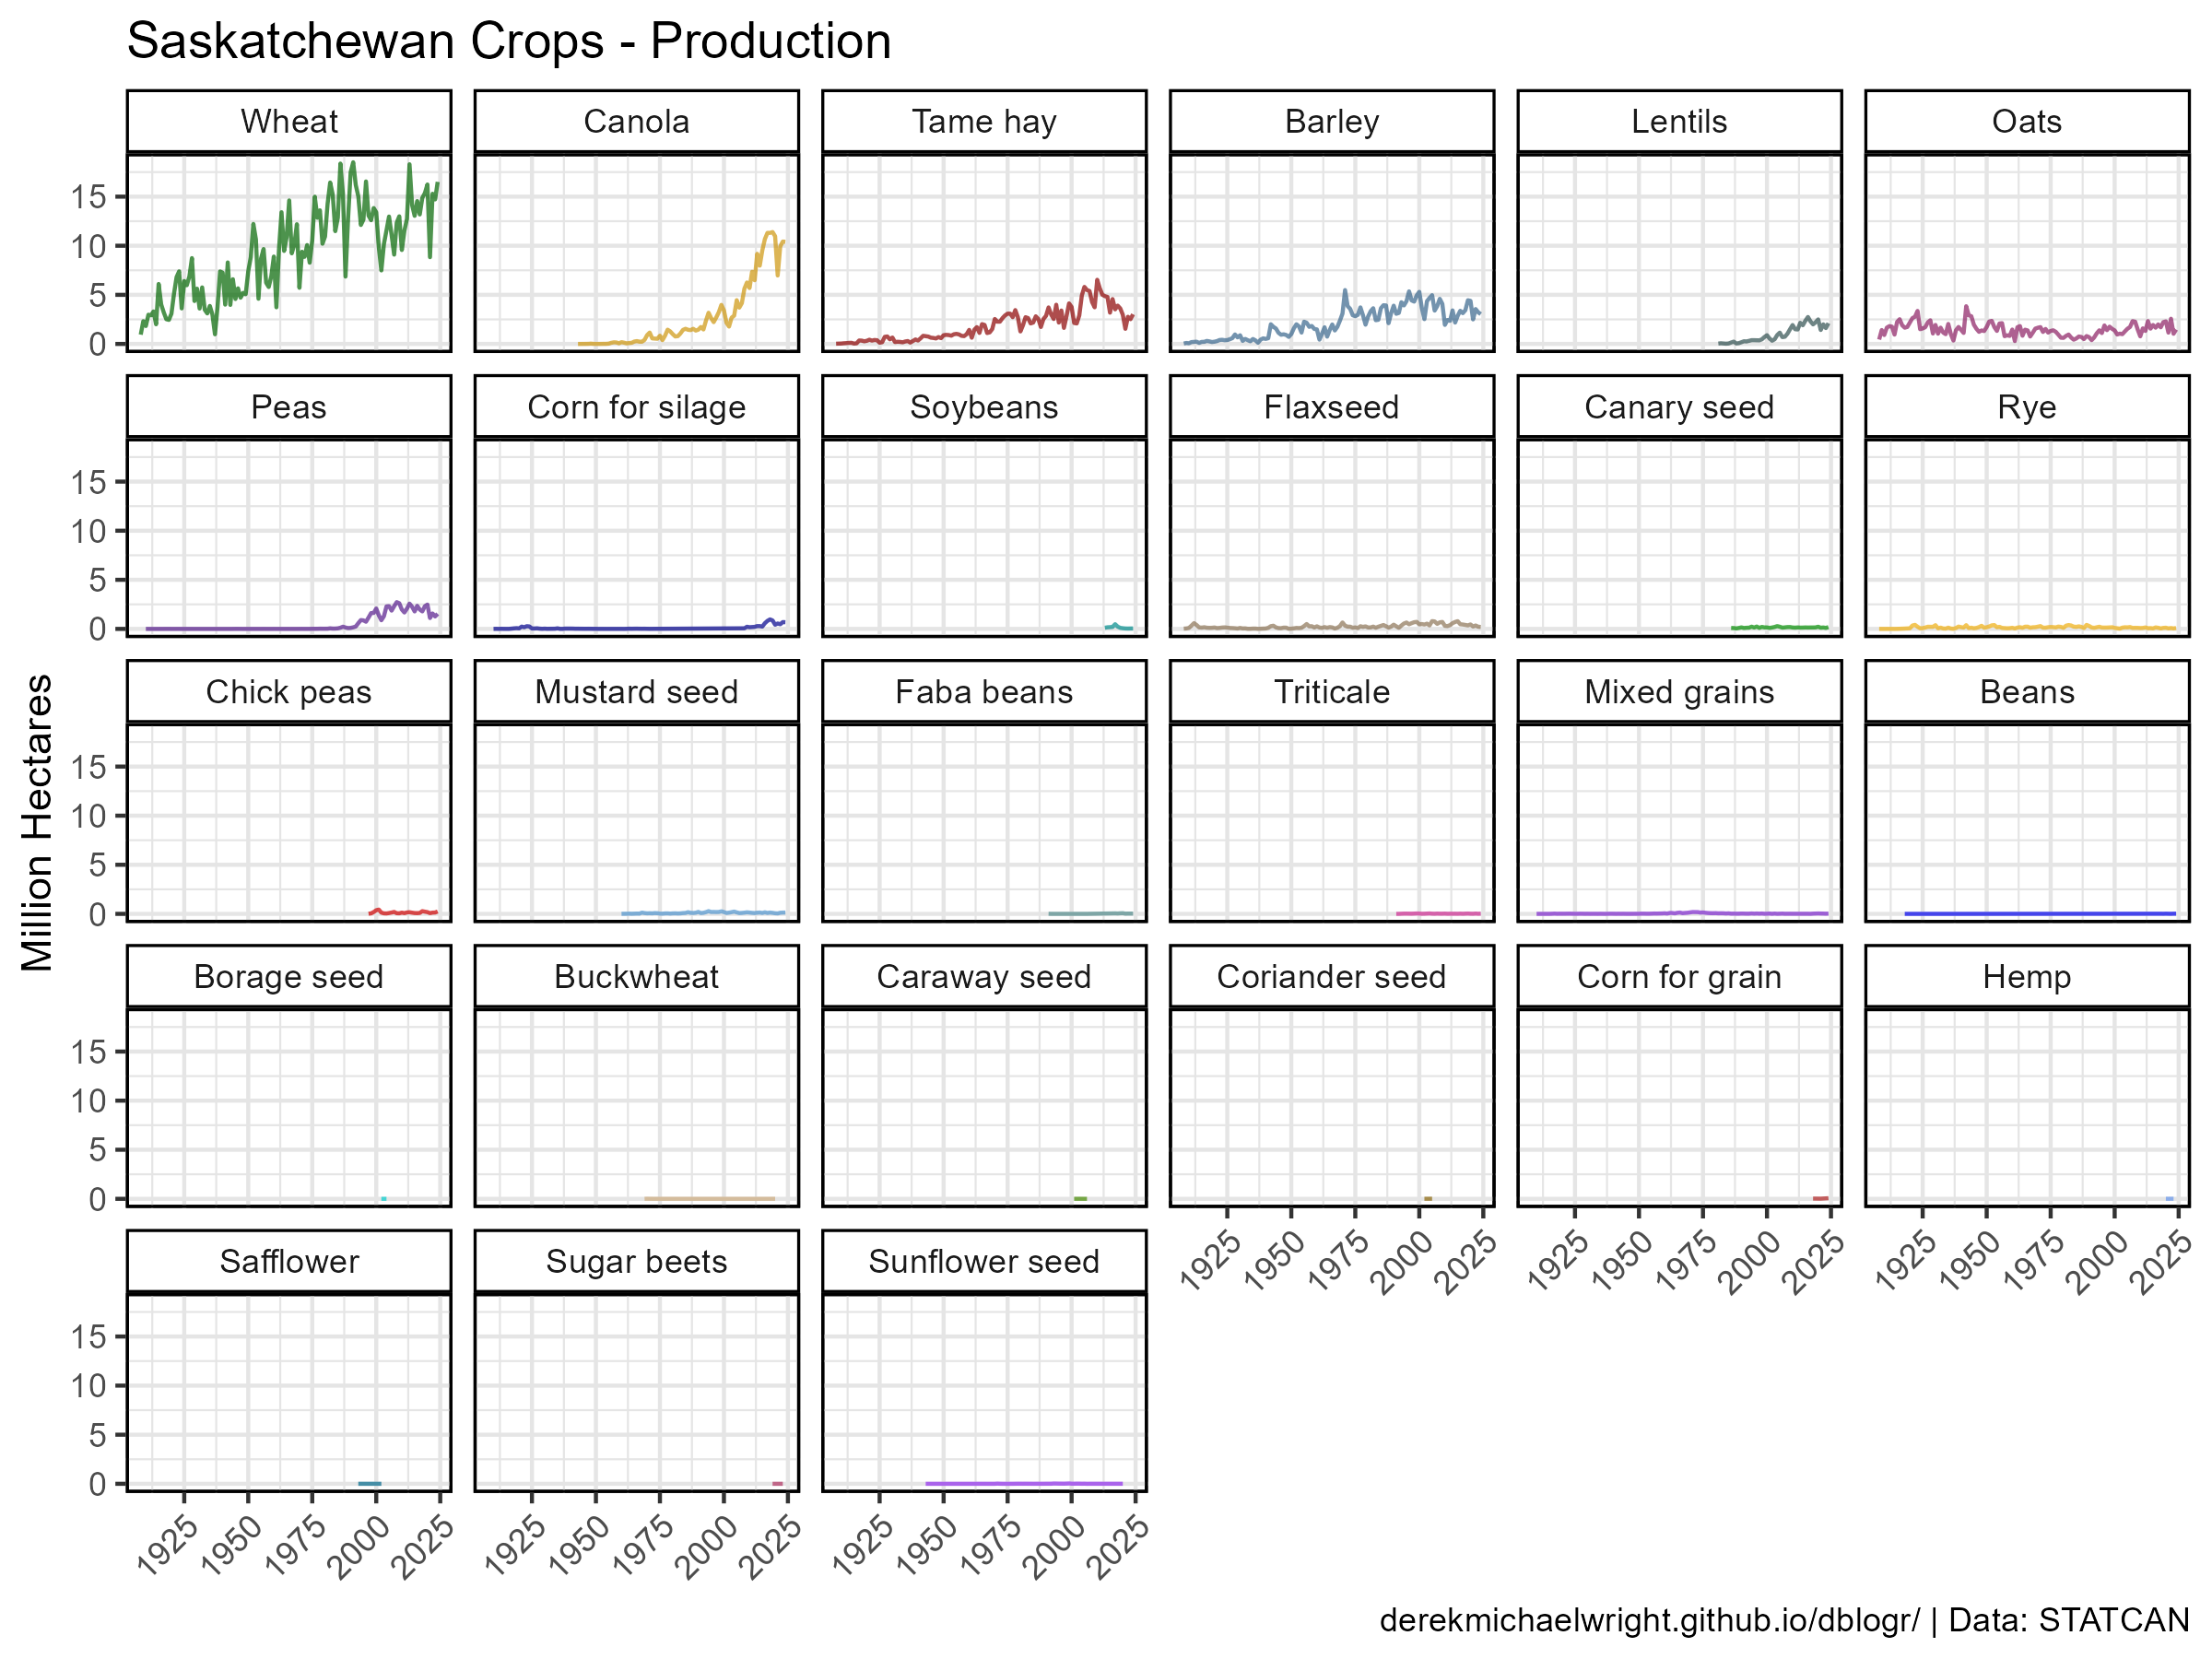 Saskatchewan Crops - Production
Wheat
Canola
Tame hay
Barley
Lentils
Oats
15
10
5
0
Peas
Corn for silage
Soybeans
Flaxseed
Canary seed
Rye
15
10
5
0
Million Hectares
Chick peas
Mustard seed
Faba beans
Triticale
Mixed grains
Beans
15
10
5
0
Borage seed
Buckwheat
Caraway seed
Coriander seed
Corn for grain
Hemp
15
10
5
0
1925 1950 1975 2000 2025
1925 1950 1975 2000 2025
1925 1950 1975 2000 2025
Safflower
Sugar beets
Sunflower seed
15
10
5
0
1925 1950 1975 2000 2025
1925 1950 1975 2000 2025
1925 1950 1975 2000 2025
derekmichaelwright.github.io/dblogr/ | Data: STATCAN